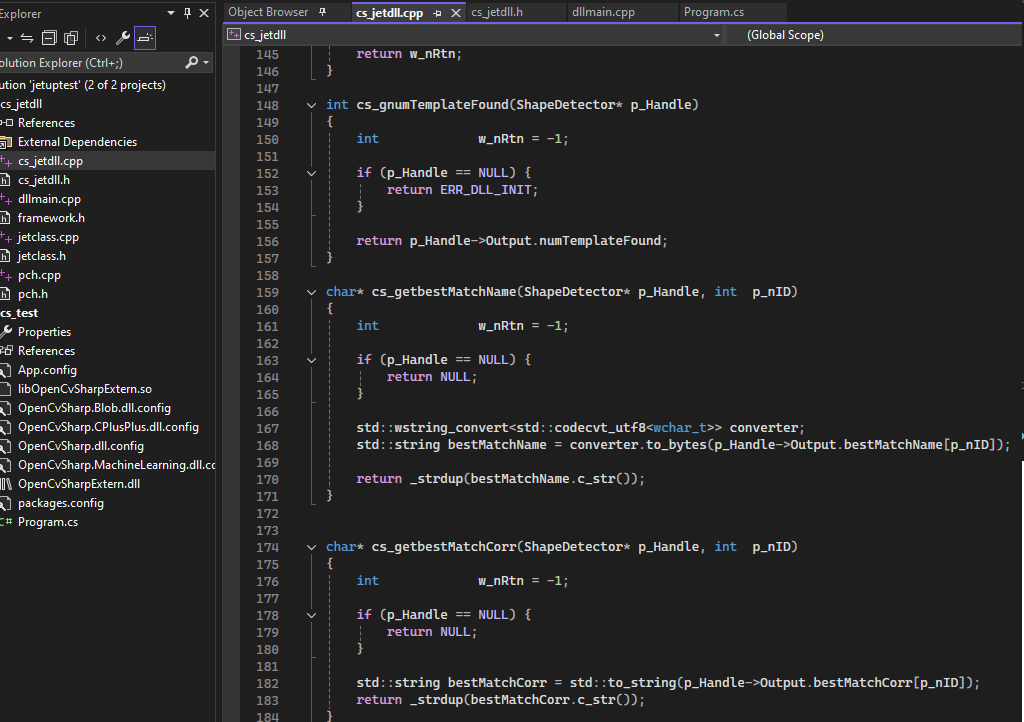 Explorer
Object Browser
cs_jetdll.cpp
cs_jetdll.h
dllmain.cpp
Program.cs
cs_jetdll
(Global Scope)
olution Explorer (Ctrl+;)
ution 'jetuptest' (2 of 2 projects)
cs_jetdll
References
External Dependencies
cs_jetdll.cpp
cs_jetdll.h
dllmain.cpp
framework.h
jetclass.cpp
jetclass.h
pch.cpp
pch.h
cs_test
Properties
References
App.config
libOpenCvSharpExtern.so
OpenCvSharp.Blob.dll.config
OpenCvSharp.CPlusPlus.dll.config
OpenCvSharp.dll.config
OpenCvSharp.MachineLearning.dll.cc
OpenCvSharpExtern.dll
packages.config
C# Program.cs
145 return w_nRtn;
146 }
147
148 int cs_gnumTemplateFound(ShapeDetector* p_Handle)
149 {
150 int w_nRtn = -1;
151
152 if (p_Handle == NULL) {
153 return ERR_DLL_INIT;
154 }
155
156 return p_Handle->Output.numTemplateFound;
157 }
158
159 char* cs_getbestMatchName(ShapeDetector* p_Handle, int p_nID)
160 {
161 int w_nRtn = -1;
162
163 if (p_Handle == NULL) {
164 return NULL;
165 }
166
167 std::wstring_convert<std::codecvt_utf8<wchar_t>> converter;
168 std::string bestMatchName = converter.to_bytes(p_Handle->Output.bestMatchName[p_nID]);
169
170 return _strdup(bestMatchName.c_str());
171 }
172
173
174 char* cs_getbestMatchCorr(ShapeDetector* p_Handle, int p_nID)
175 {
176 int w_nRtn = -1;
177
178 if (p_Handle == NULL) {
179 return NULL;
180 }
181
182 std::string bestMatchCorr = std::to_string(p_Handle->Output.bestMatchCorr[p_nID]);
183 return _strdup(bestMatchCorr.c_str());
184 }